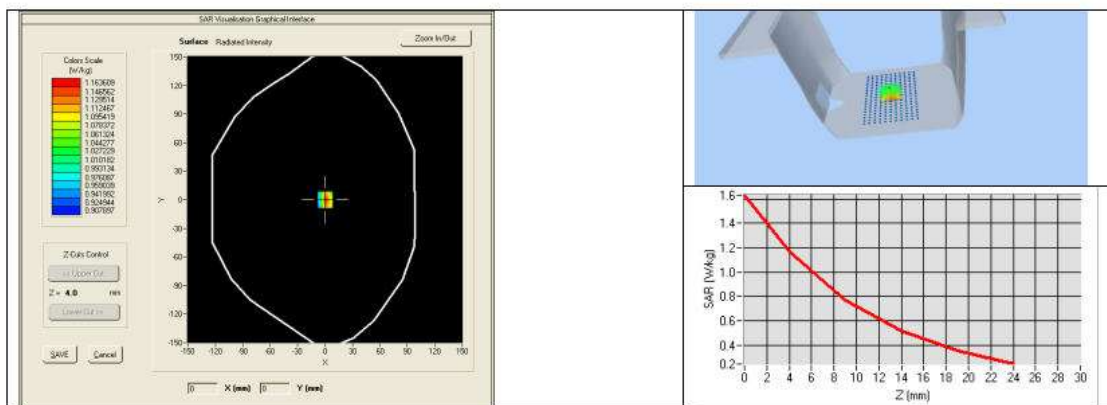 SAR Visualisation Graphical Interface
Surface Radiated Intensity
Zoom In/Out
Colors Scale
(W/kg)
1.163609
1.146562
1.129514
1.112467
1.095419
1.078372
1.061324
1.044277
1.027229
1.010182
0.993134
0.976087
0.959039
0.941992
0.924944
0.907897
Z-Cuts Control
<< Upper Cut
Z = 4.0 mm
Lower Cut >>
SAVE Cancel
150
120
90
60
30
0
-30
-60
-90
-120
-150
Y
-150 -120 -90 -60 -30 0 30 60 90 120 150
X
0 X (mm) 0 Y (mm)
1.6
1.4
1.2
1.0
0.8
0.6
0.4
0.2
SAR (W/kg)
0 2 4 6 8 10 12 14 16 18 20 22 24 26 28 30
Z (mm)